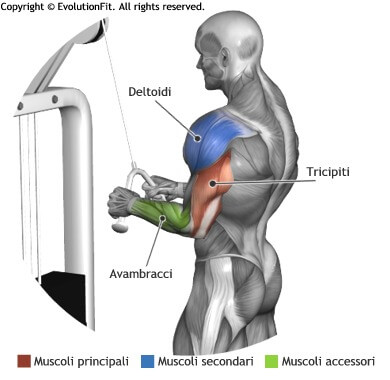 Copyright © EvolutionFit. All rights reserved.
Deltoidi
Tricipiti
Avambracci
Muscoli principali
Muscoli secondari
Muscoli accessori